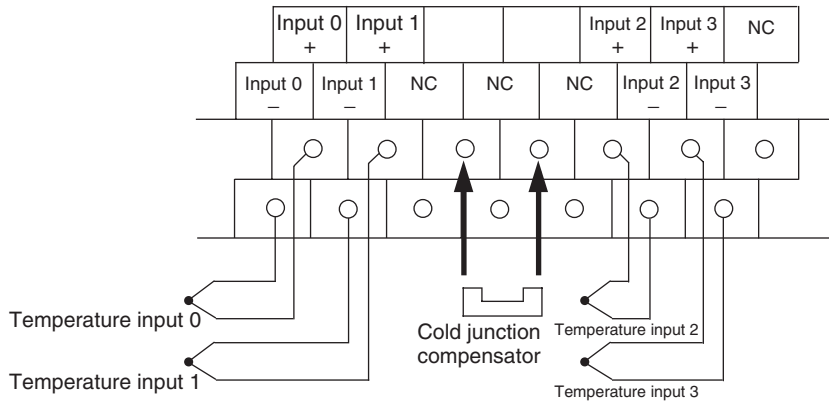 Input 0 Input 1 Input 2 Input 3 NC
+ + + +
Input 0 Input 1 NC NC NC Input 2 Input 3
– – – –
Temperature input 0
Cold junction
compensator
Temperature input 2
Temperature input 1
Temperature input 3